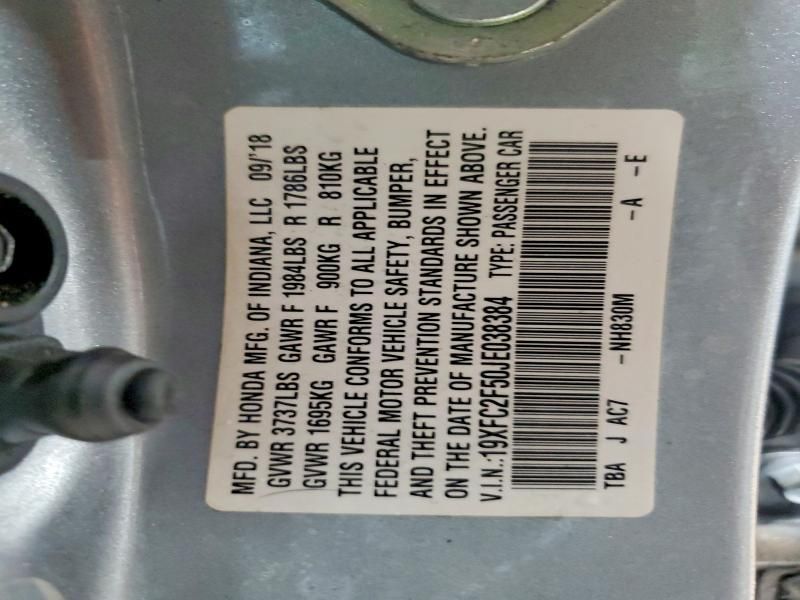 MFD. BY HONDA MFG. OF INDIANA, LLC 09/'18
GVWR 3737LBS GAWR F 1984LBS R 1786LBS
GVWR 1695KG GAWR F 900KG R 810KG
THIS VEHICLE CONFORMS TO ALL APPLICABLE
FEDERAL MOTOR VEHICLE SAFETY, BUMPER,
AND THEFT PREVENTION STANDARDS IN EFFECT
ON THE DATE OF MANUFACTURE SHOWN ABOVE.
V.I.N.:19XFC2F50JE038384 TYPE: PASSENGER CAR
TBA J AC7 -NH830M -A -E